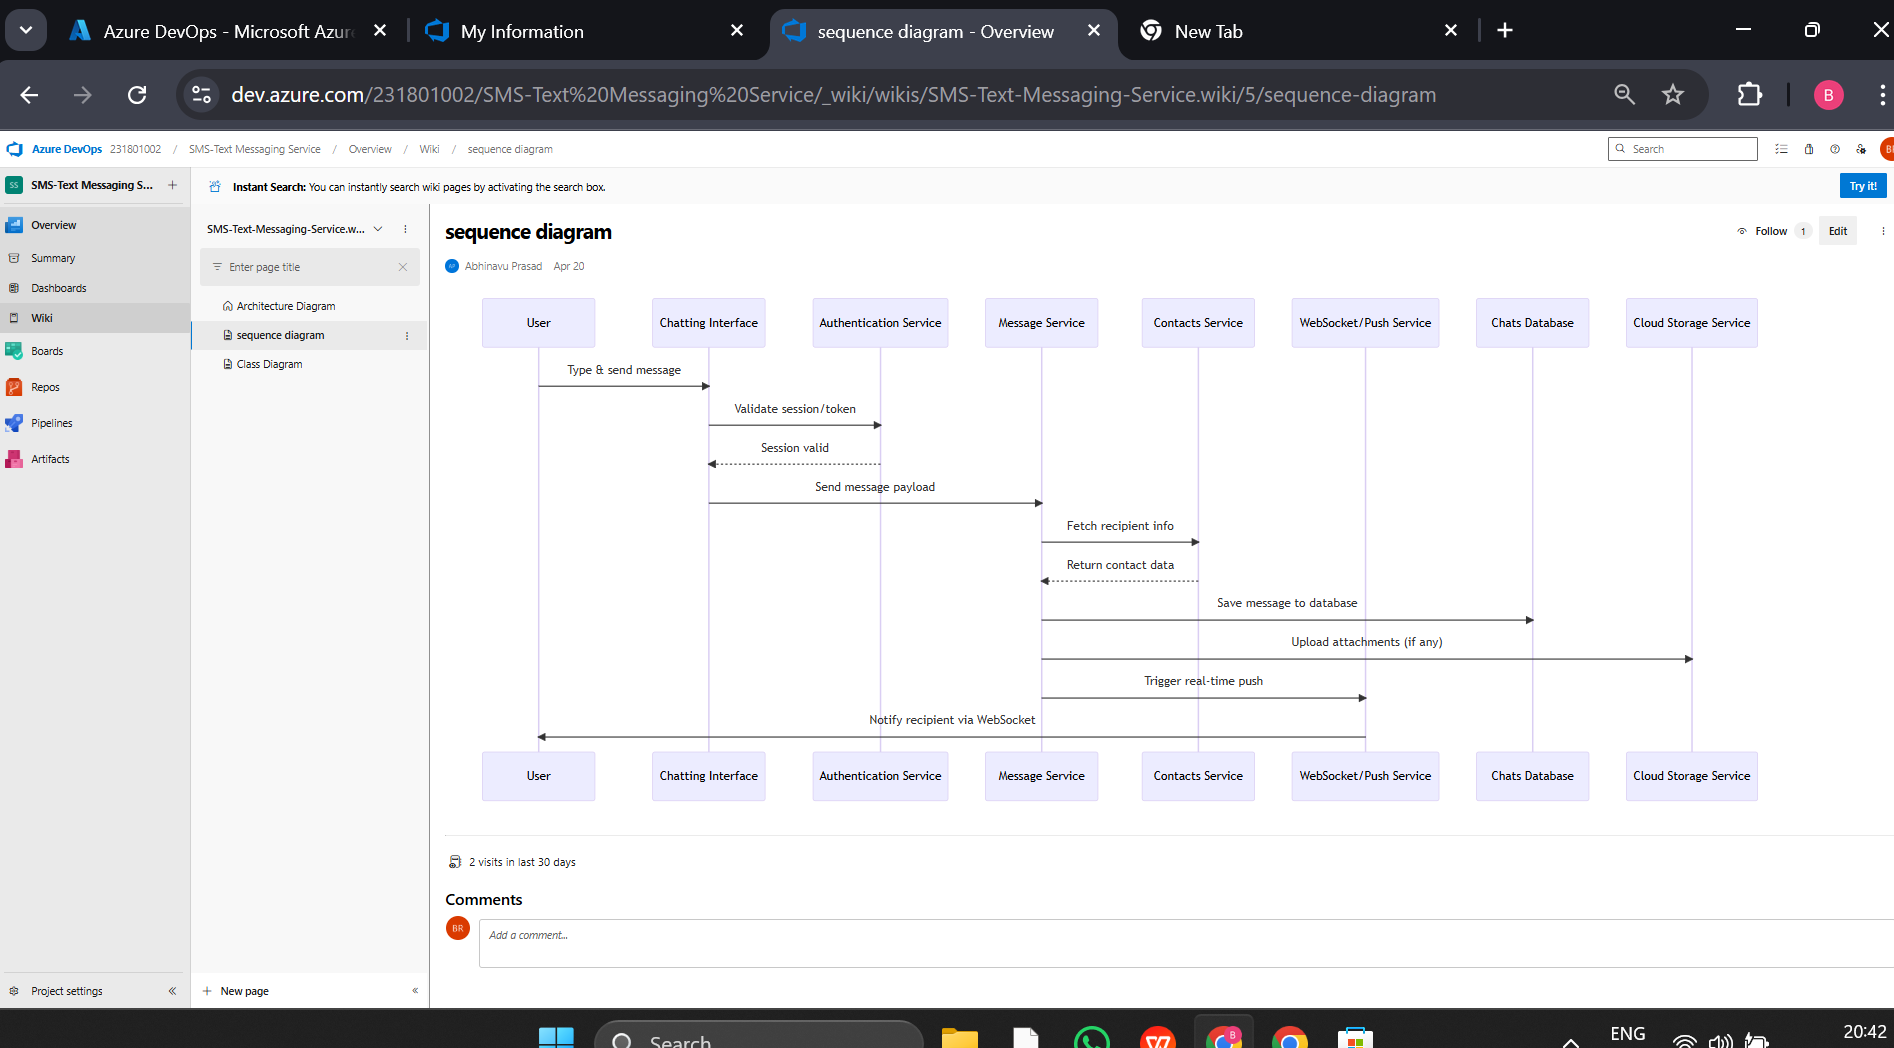 Azure DevOps - Microsoft Azure
My Information
sequence diagram - Overview
New Tab
dev.azure.com/231801002/SMS-Text%20Messaging%20Service/_wiki/wikis/SMS-Text-Messaging-Service.wiki/5/sequence-diagram
B
Azure DevOps 231801002 / SMS-Text Messaging Service / Overview / Wiki / sequence diagram
Search
BR
SS SMS-Text Messaging S... +
Instant Search: You can instantly search wiki pages by activating the search box.
Try it!
Overview
Summary
Dashboards
Wiki
Boards
Repos
Pipelines
Artifacts
Project settings
SMS-Text-Messaging-Service.w...
Enter page title
Architecture Diagram
sequence diagram
Class Diagram
+ New page
sequence diagram
Follow 1 Edit
Abhinavu Prasad Apr 20
User Chatting Interface Authentication Service Message Service Contacts Service WebSocket/Push Service Chats Database Cloud Storage Service
Type & send message
Validate session/token
Session valid
Send message payload
Fetch recipient info
Return contact data
Save message to database
Upload attachments (if any)
Trigger real-time push
Notify recipient via WebSocket
User Chatting Interface Authentication Service Message Service Contacts Service WebSocket/Push Service Chats Database Cloud Storage Service
2 visits in last 30 days
Comments
BR
Add a comment...
Search
ENG
20:42